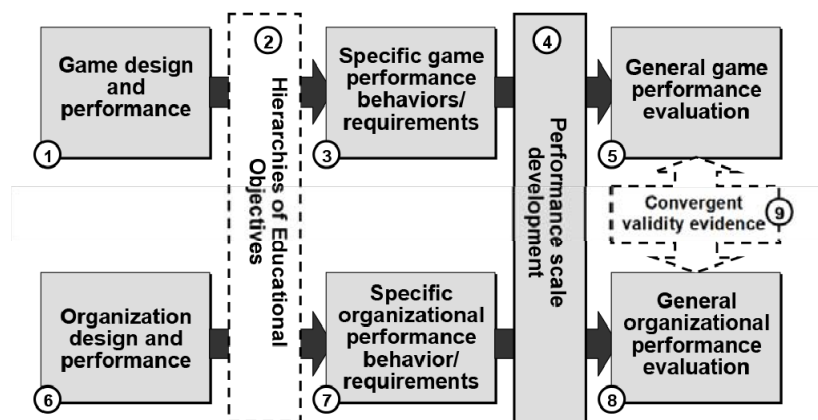 Game design
and
performance
1
2
Hierarchies of Educational
Objectives
Specific game
performance
behaviors/
requirements
3
4
Performance scale
development
General game
performance
evaluation
5
Convergent
validity evidence
9
Organization
design and
performance
6
Specific
organizational
performance
behavior/
requirements
7
General
organizational
performance
evaluation
8